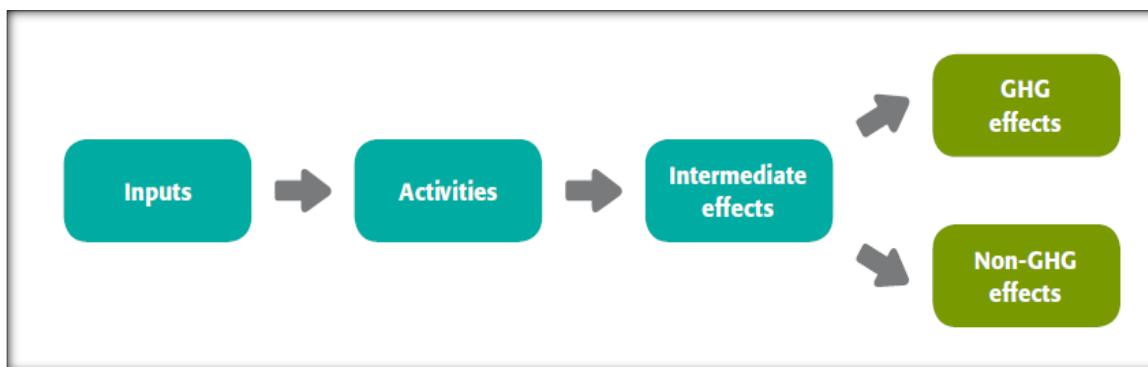 Inputs
Activities
Intermediate
effects
GHG
effects
Non-GHG
effects